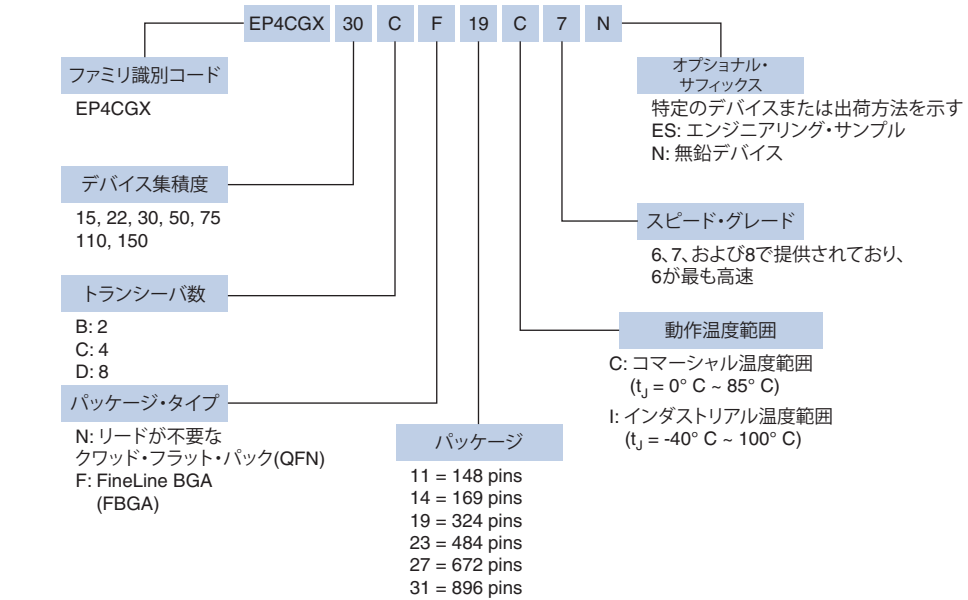 EP4CGX 30 C F 19 C 7 N
ファミリ識別コード
EP4CGX
デバイス集積度
15, 22, 30, 50, 75
110, 150
トランシーバ数
B: 2
C: 4
D: 8
パッケージ・タイプ
N: リードが不要な
クワッド・フラット・パック(QFN)
F: FineLine BGA
(FBGA)
パッケージ
11 = 148 pins
14 = 169 pins
19 = 324 pins
23 = 484 pins
27 = 672 pins
31 = 896 pins
オプショナル・
サフィックス
特定のデバイスまたは出荷方法を示す
ES: エンジニアリング・サンプル
N: 無鉛デバイス
スピード・グレード
6、7、および8で提供されており、
6が最も高速
動作温度範囲
C: コマーシャル温度範囲
(tJ = 0° C ~ 85° C)
I: インダストリアル温度範囲
(tJ = -40° C ~ 100° C)